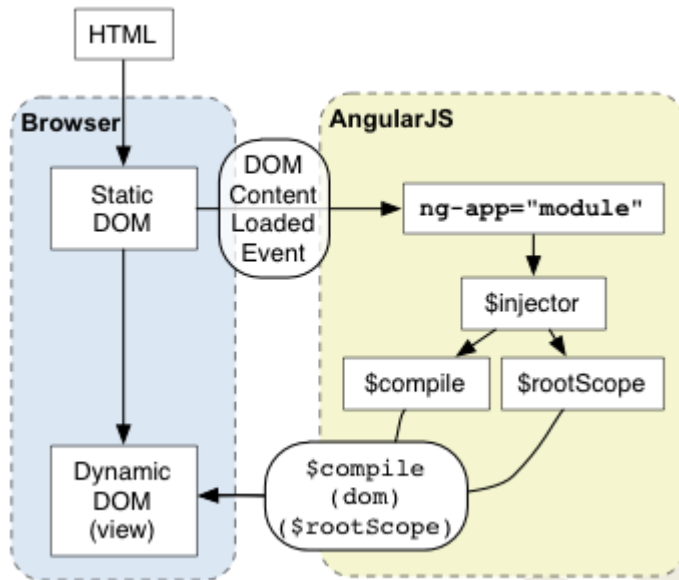 HTML
Browser
AngularJS
Static
DOM
DOM
Content
Loaded
Event
ng-app="module"
$injector
$compile
$rootScope
Dynamic
DOM
(view)
$compile
(dom)
($rootScope)